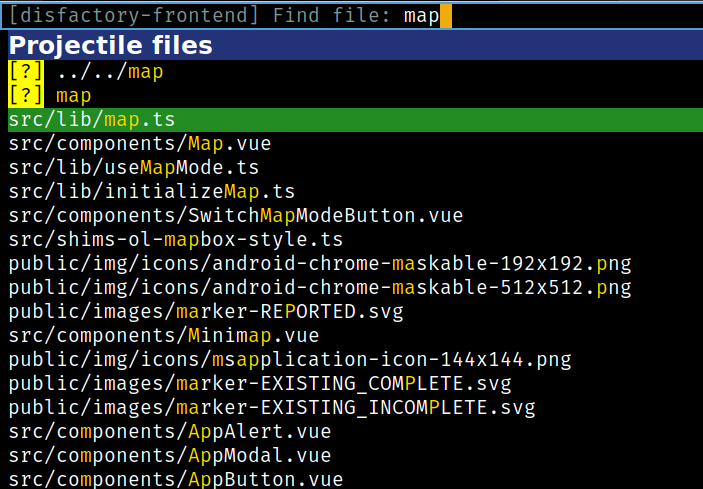 [disfactory-frontend] Find file: map
Projectile files
[?] ../../map
[?] map
src/lib/map.ts
src/components/Map.vue
src/lib/useMapMode.ts
src/lib/initializeMap.ts
src/components/SwitchMapModeButton.vue
src/shims-ol-mapbox-style.ts
public/img/icons/android-chrome-maskable-192x192.png
public/img/icons/android-chrome-maskable-512x512.png
public/images/marker-REPORTED.svg
src/components/Minimap.vue
public/img/icons/msapplication-icon-144x144.png
public/images/marker-EXISTING_COMPLETE.svg
public/images/marker-EXISTING_INCOMPLETE.svg
src/components/AppAlert.vue
src/components/AppModal.vue
src/components/AppButton.vue